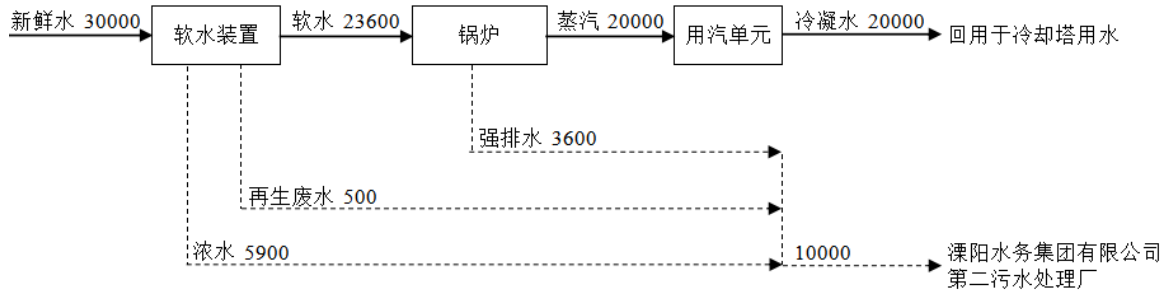 新鲜水 30000
软水装置
软水 23600
锅炉
蒸汽 20000
用汽单元
冷凝水 20000
回用于冷却塔用水
强排水 3600
再生废水 500
浓水 5900
10000
溧阳水务集团有限公司
第二污水处理厂